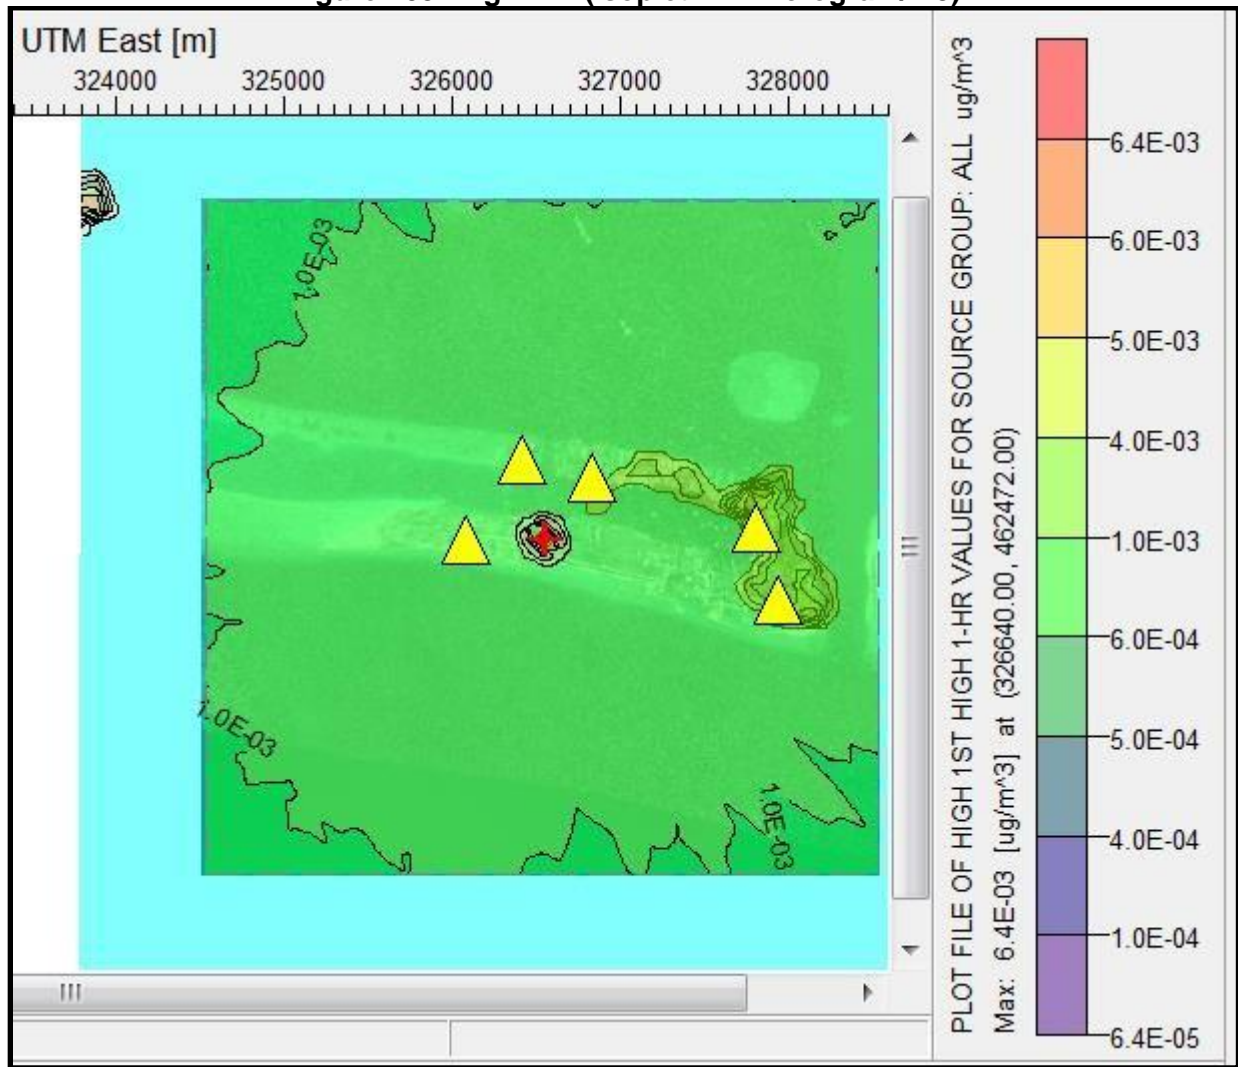 UTM East [m]
324000 325000 326000 327000 328000
1.0E-03
1.0E-03
1.0E-03
PLOT FILE OF HIGH 1ST HIGH 1-HR VALUES FOR SOURCE GROUP: ALL ug/m^3
Max: 6.4E-03 [ug/m^3] at (326640.00, 462472.00)
6.4E-03
6.0E-03
5.0E-03
4.0E-03
1.0E-03
6.0E-04
5.0E-04
4.0E-04
1.0E-04
6.4E-05